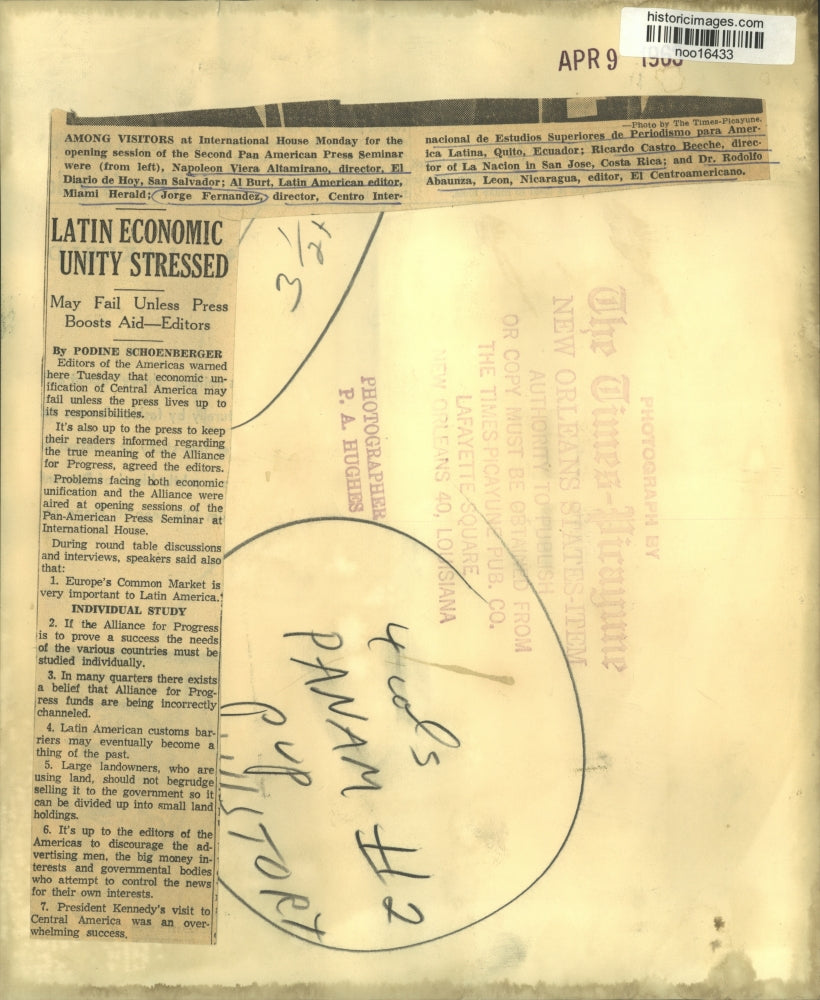 historicimages.com
noo16433
APR 9
—Photo by The Times-Picayune.
AMONG VISITORS at International House Monday for the
opening session of the Second Pan American Press Seminar
were (from left), Napoleon Viera Altamirano, director, El
Diario de Hoy, San Salvador; Al Burt, Latin American editor,
Miami Herald; Jorge Fernandez, director, Centro Inter-
nacional de Estudios Superiores de Periodismo para Amer-
ica Latina, Quito, Ecuador; Ricardo Castro Beeche, direc-
tor of La Nacion in San Jose, Costa Rica; and Dr. Rodolfo
Abaunza, Leon, Nicaragua, editor, El Centroamericano.
LATIN ECONOMIC
UNITY STRESSED
May Fail Unless Press
Boosts Aid—Editors
By PODINE SCHOENBERGER
Editors of the Americas warned
here Tuesday that economic un-
ification of Central America may
fail unless the press lives up to
its responsibilities.
It's also up to the press to keep
their readers informed regarding
the true meaning of the Alliance
for Progress, agreed the editors.
Problems facing both economic
unification and the Alliance were
aired at opening sessions of the
Pan-American Press Seminar at
International House.
During round table discussions
and interviews, speakers said also
that:
1. Europe's Common Market is
very important to Latin America.
INDIVIDUAL STUDY
2. If the Alliance for Progress
is to prove a success the needs
of the various countries must be
studied individually.
3. In many quarters there exists
a belief that Alliance for Prog-
ress funds are being incorrectly
channeled.
4. Latin American customs bar-
riers may eventually become a
thing of the past.
5. Large landowners, who are
using land, should not begrudge
selling it to the government so it
can be divided up into small land
holdings.
6. It's up to the editors of the
Americas to discourage the ad-
vertising men, the big money in-
terests and governmental bodies
who attempt to control the news
for their own interests.
7. President Kennedy's visit to
Central America was an over-
whelming success.
PHOTOGRAPH BY
The Times-Picayune
NEW ORLEANS STATES-ITEM
AUTHORITY TO PUBLISH
OR COPY MUST BE OBTAINED FROM
THE TIMES PICAYUNE PUB. CO.
LAFAYETTE SQUARE
NEW ORLEANS 40, LOUISIANA
PHOTOGRAPHER
P. A. HUGHES
4 cols
PANAM #2